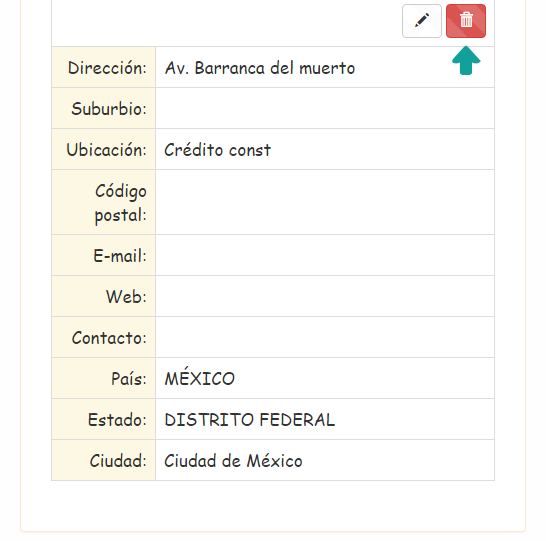 Dirección: Av. Barranca del muerto
Suburbio:
Ubicación: Crédito const
Código
postal:
E-mail:
Web:
Contacto:
País: MÉXICO
Estado: DISTRITO FEDERAL
Ciudad: Ciudad de México